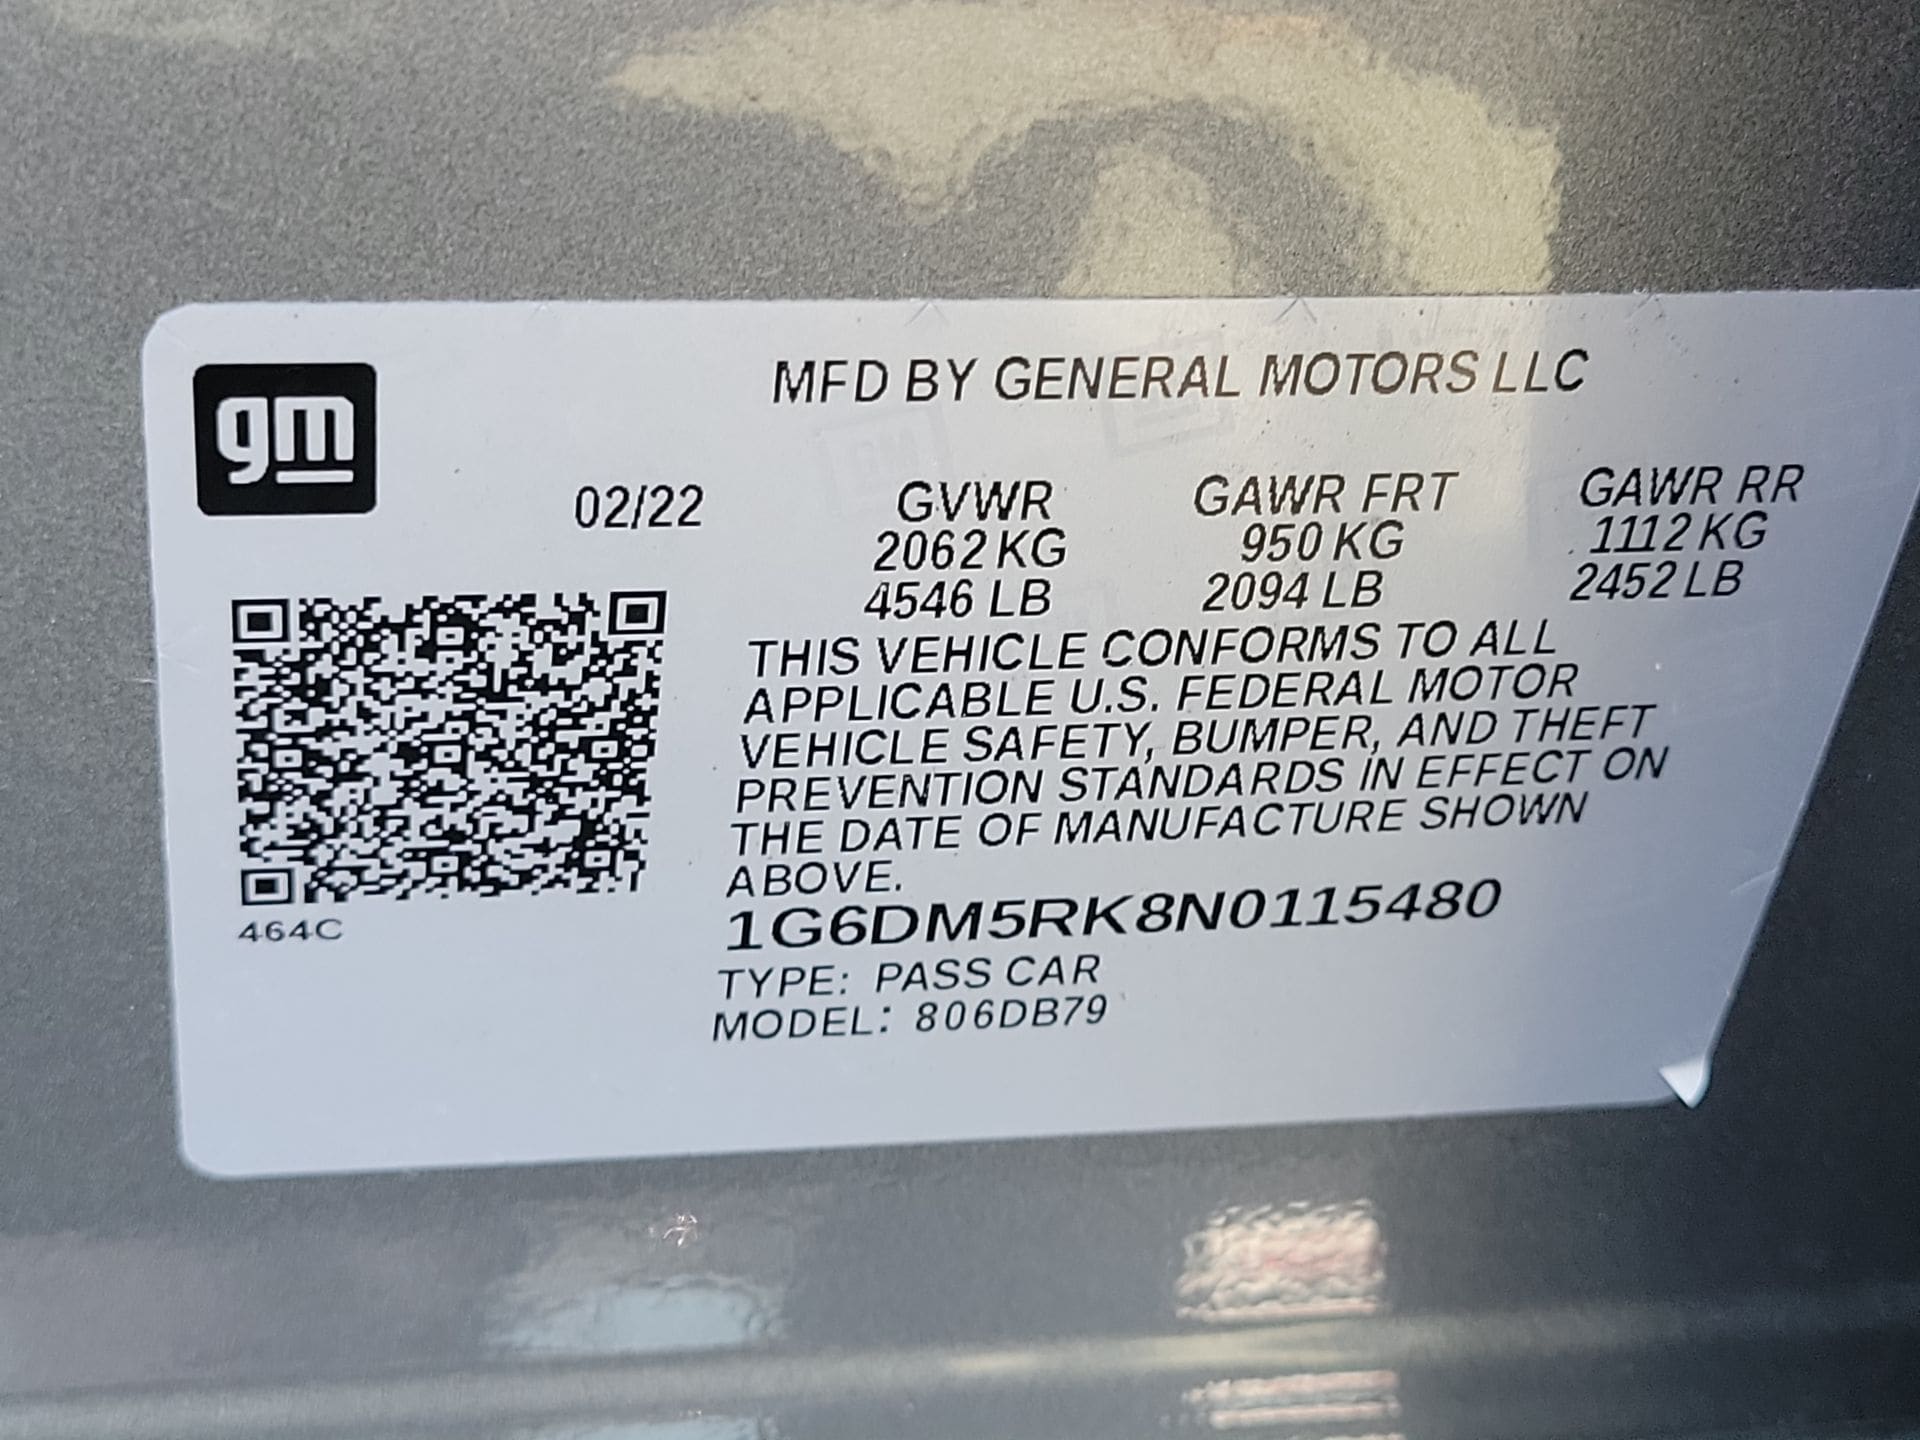 gm
MFD BY GENERAL MOTORS LLC
02/22
GVWR GAWR FRT GAWR RR
2062 KG 950 KG 1112 KG
4546 LB 2094 LB 2452 LB
THIS VEHICLE CONFORMS TO ALL
APPLICABLE U.S. FEDERAL MOTOR
VEHICLE SAFETY, BUMPER, AND THEFT
PREVENTION STANDARDS IN EFFECT ON
THE DATE OF MANUFACTURE SHOWN
ABOVE.
1G6DM5RK8N0115480
464C
TYPE: PASS CAR
MODEL: 806DB79